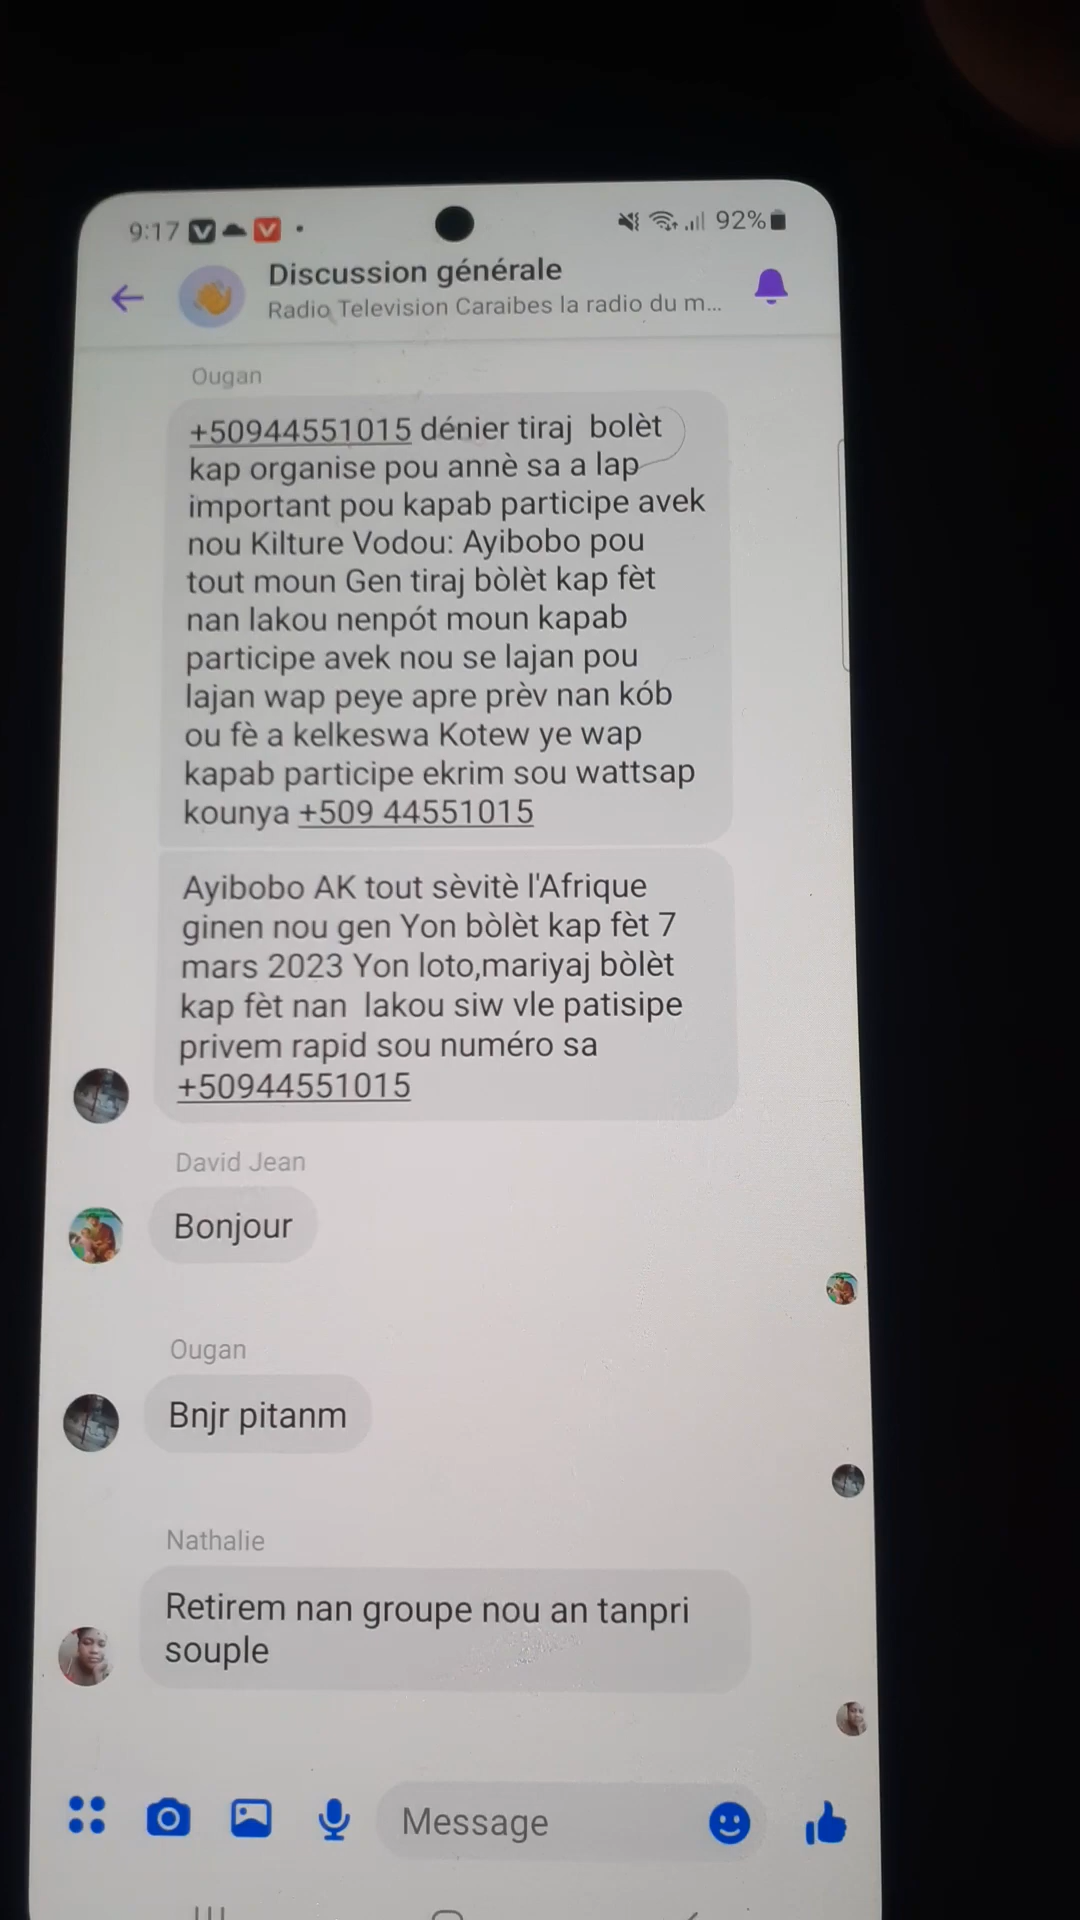 9:17
92%
Discussion générale
Radio Television Caraibes la radio du m...
Ougan
+50944551015 dénier tiraj bolèt
kap organise pou annè sa a lap
important pou kapab participe avek
nou Kilture Vodou: Ayibobo pou
tout moun Gen tiraj bòlèt kap fèt
nan lakou nenpót moun kapab
participe avek nou se lajan pou
lajan wap peye apre prèv nan kób
ou fè a kelkeswa Kotew ye wap
kapab participe ekrim sou wattsap
kounya +509 44551015
Ayibobo AK tout sèvitè l'Afrique
ginen nou gen Yon bòlèt kap fèt 7
mars 2023 Yon loto,mariyaj bòlèt
kap fèt nan lakou siw vle patisipe
privem rapid sou numéro sa
+50944551015
David Jean
Bonjour
Ougan
Bnjr pitanm
Nathalie
Retirem nan groupe nou an tanpri
souple
Message